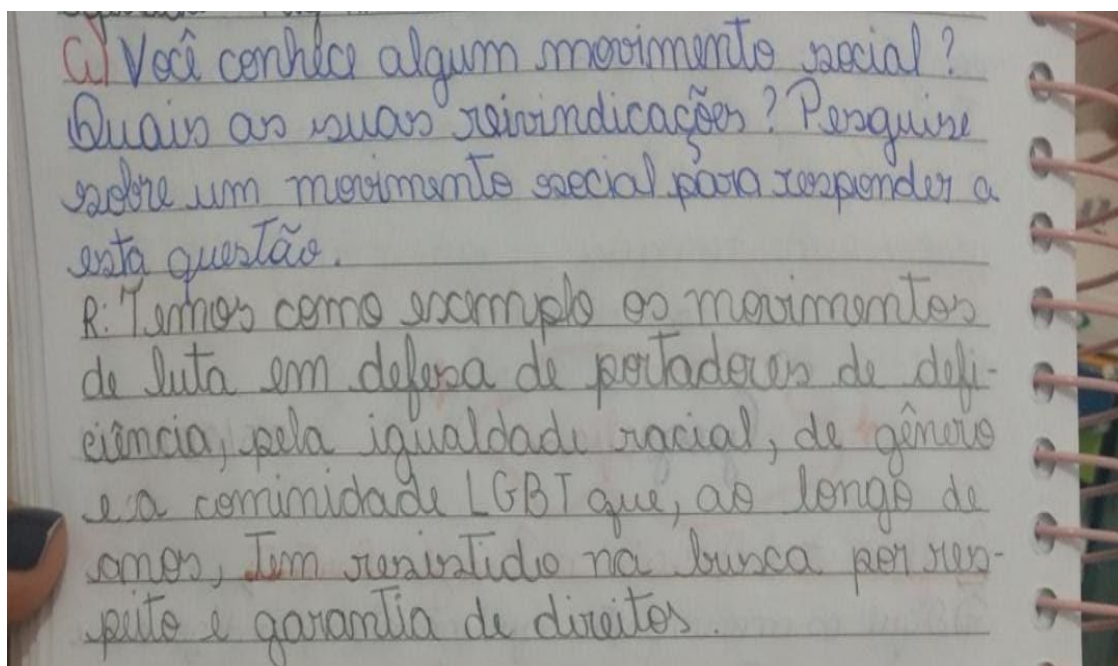 c) Você conhece algum movimento social?
Quais as suas reivindicações? Pesquise
sobre um movimento social para responder a
esta questão.
R: Temos como exemplo os movimentos
de luta em defesa de portadores de defi-
ciência, pela igualdade racial, de gênero
e a comimidade LGBT que, ao longo de
anos, Tem resistido na busca por res-
peito e garantia de direitos.